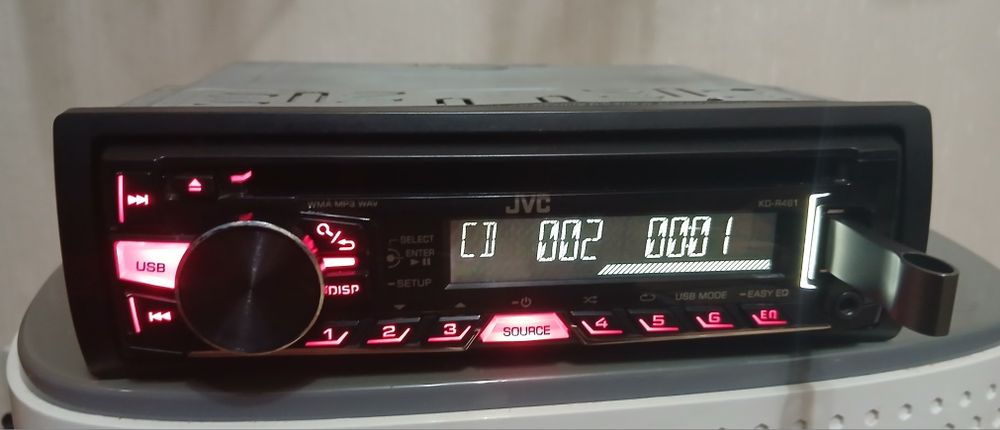 WMA MP3 WAV
JVC
KD-R461
USB
DISP
SELECT
ENTER
SETUP
CD 002 0001
USB MODE
EASY EQ
1 2 3 SOURCE 4 5 6 EQ